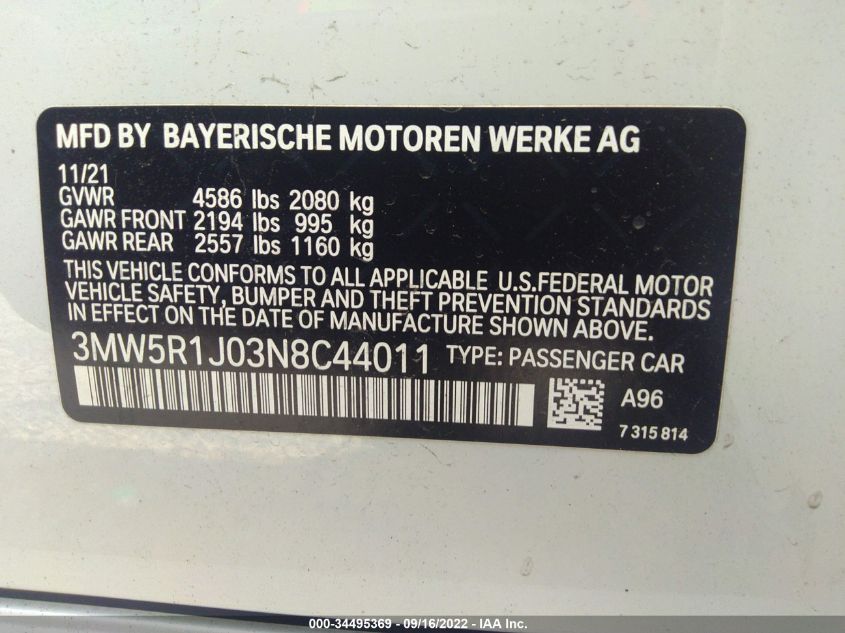 MFD BY BAYERISCHE MOTOREN WERKE AG
11/21
GVWR 4586 lbs 2080 kg
GAWR FRONT 2194 lbs 995 kg
GAWR REAR 2557 lbs 1160 kg
THIS VEHICLE CONFORMS TO ALL APPLICABLE U.S.FEDERAL MOTOR
VEHICLE SAFETY, BUMPER AND THEFT PREVENTION STANDARDS
IN EFFECT ON THE DATE OF MANUFACTURE SHOWN ABOVE.
3MW5R1J03N8C44011 TYPE: PASSENGER CAR
A96
7 315 814
000-34495369 - 09/16/2022 - IAA Inc.